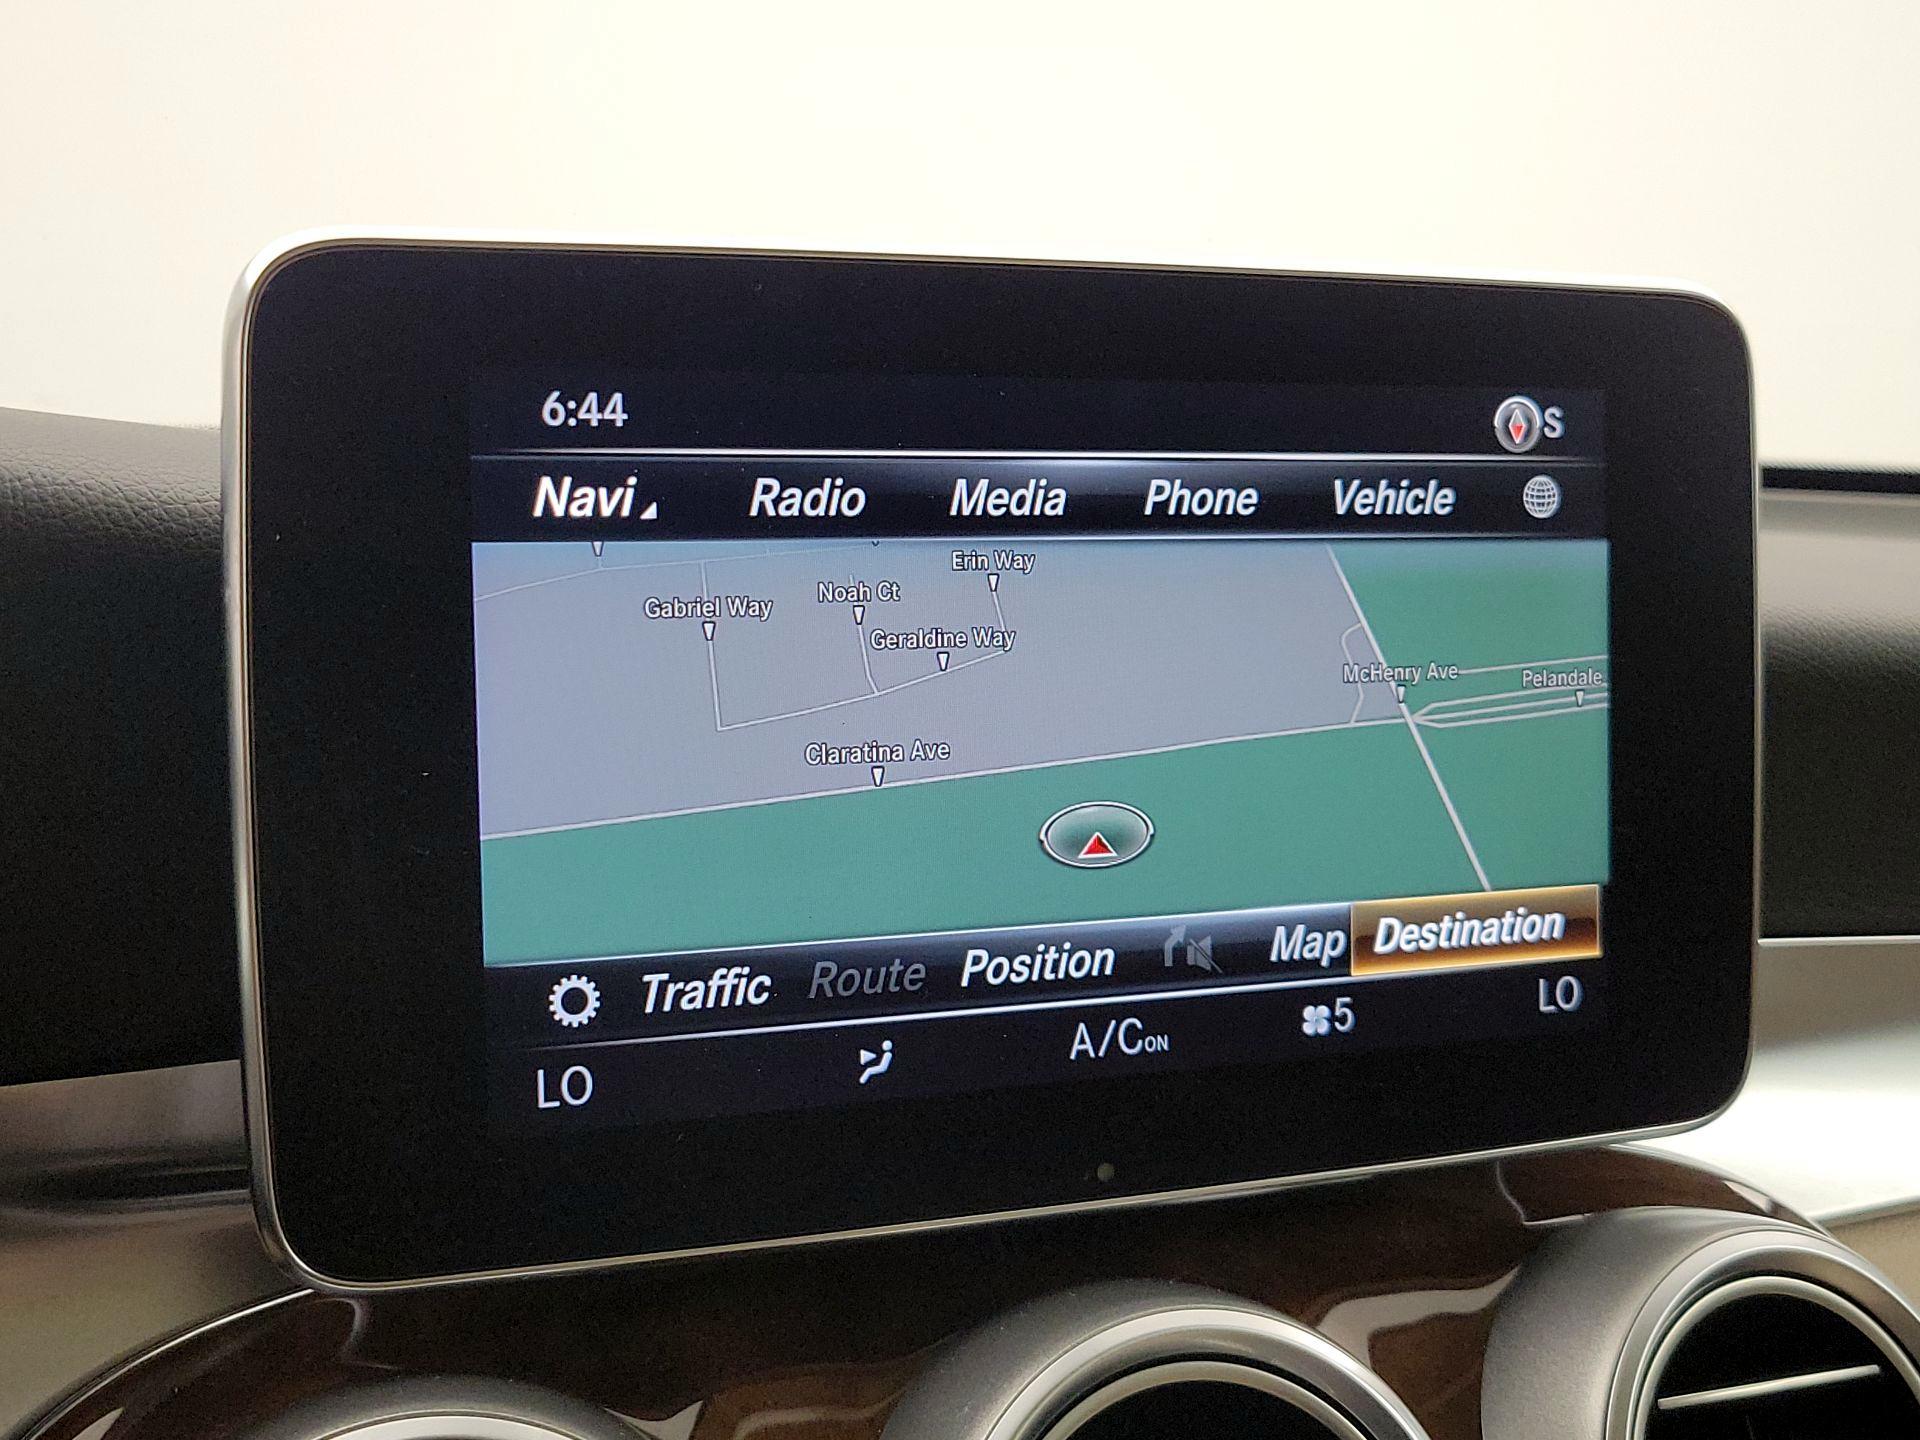 6:44 S
Navi Radio Media Phone Vehicle
Erin Way
Noah Ct
Gabriel Way
Geraldine Way
McHenry Ave
Pelandale
Claratina Ave
Traffic Route Position Map Destination
LO A/C ON 5 LO